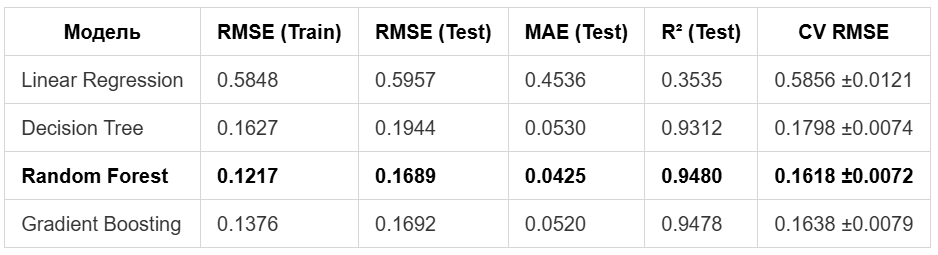 Модель RMSE (Train) RMSE (Test) MAE (Test) R² (Test) CV RMSE
Linear Regression 0.5848 0.5957 0.4536 0.3535 0.5856 ±0.0121
Decision Tree 0.1627 0.1944 0.0530 0.9312 0.1798 ±0.0074
Random Forest 0.1217 0.1689 0.0425 0.9480 0.1618 ±0.0072
Gradient Boosting 0.1376 0.1692 0.0520 0.9478 0.1638 ±0.0079